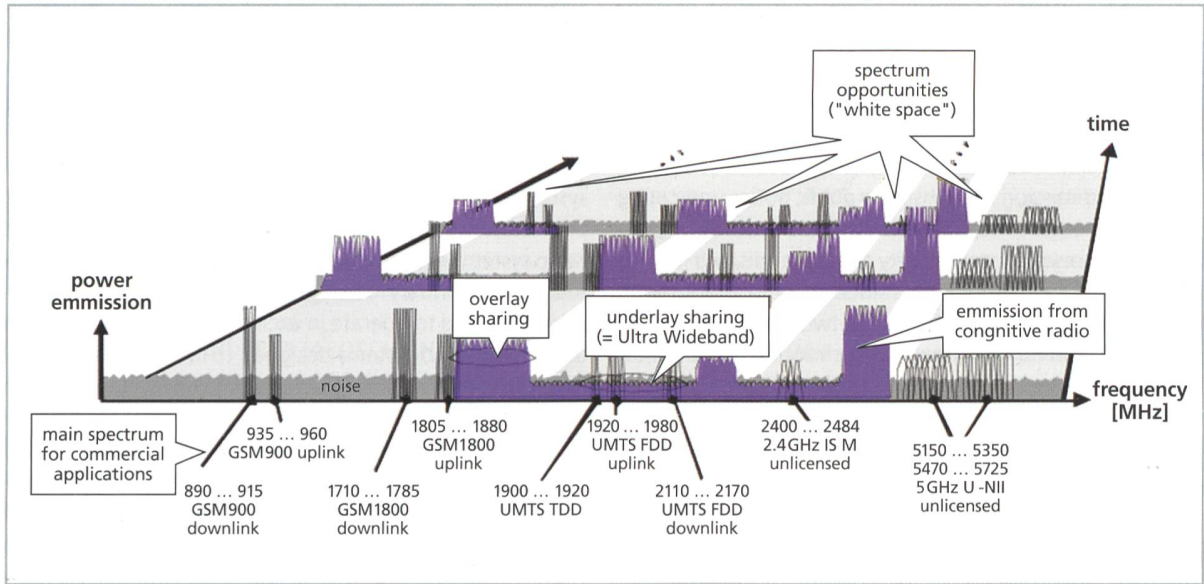 spectrum
opportunities
("white space")
time
power
emmission
overlay
sharing
underlay sharing
(= Ultra Wideband)
emmission from
congnitive radio
noise
frequency
[MHz]
main spectrum
for commercial
applications
935 ... 960
GSM900 uplink
1805 ... 1880
GSM1800
uplink
1920 ... 1980
UMTS FDD
uplink
2400 ... 2484
2.4GHz IS M
unlicensed
5150 ... 5350
5470 ... 5725
5GHz U -NII
unlicensed
890 ... 915
GSM900
downlink
1710 ... 1785
GSM1800
downlink
1900 ... 1920
UMTS TDD
2110 ... 2170
UMTS FDD
downlink